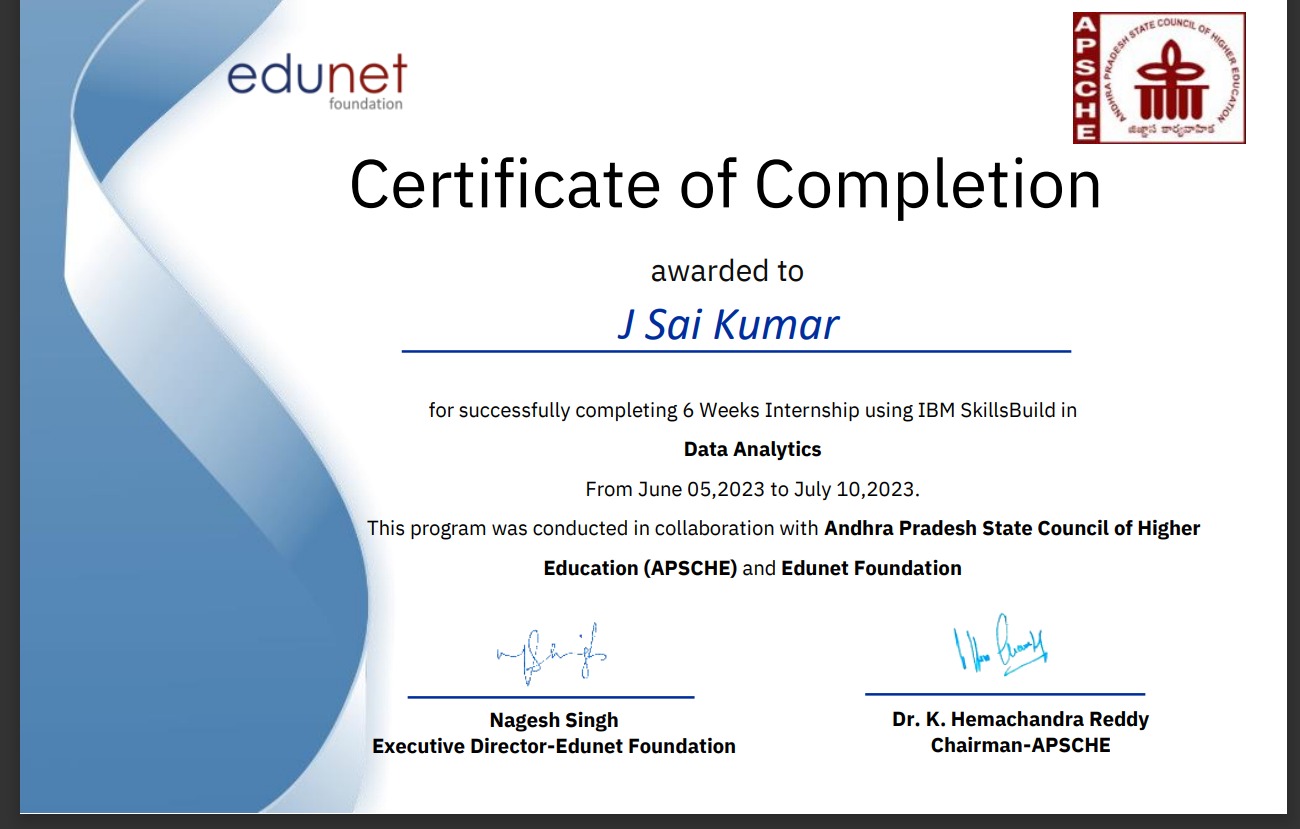 edunet
foundation
APSCHE
ANDHRA PRADESH STATE COUNCIL OF HIGHER EDUCATION
జిజ్ఞాస కార్యనాహిక
Certificate of Completion
awarded to
J Sai Kumar
for successfully completing 6 Weeks Internship using IBM SkillsBuild in
Data Analytics
From June 05,2023 to July 10,2023.
This program was conducted in collaboration with Andhra Pradesh State Council of Higher
Education (APSCHE) and Edunet Foundation
Nagesh Singh
Executive Director-Edunet Foundation
Dr. K. Hemachandra Reddy
Chairman-APSCHE